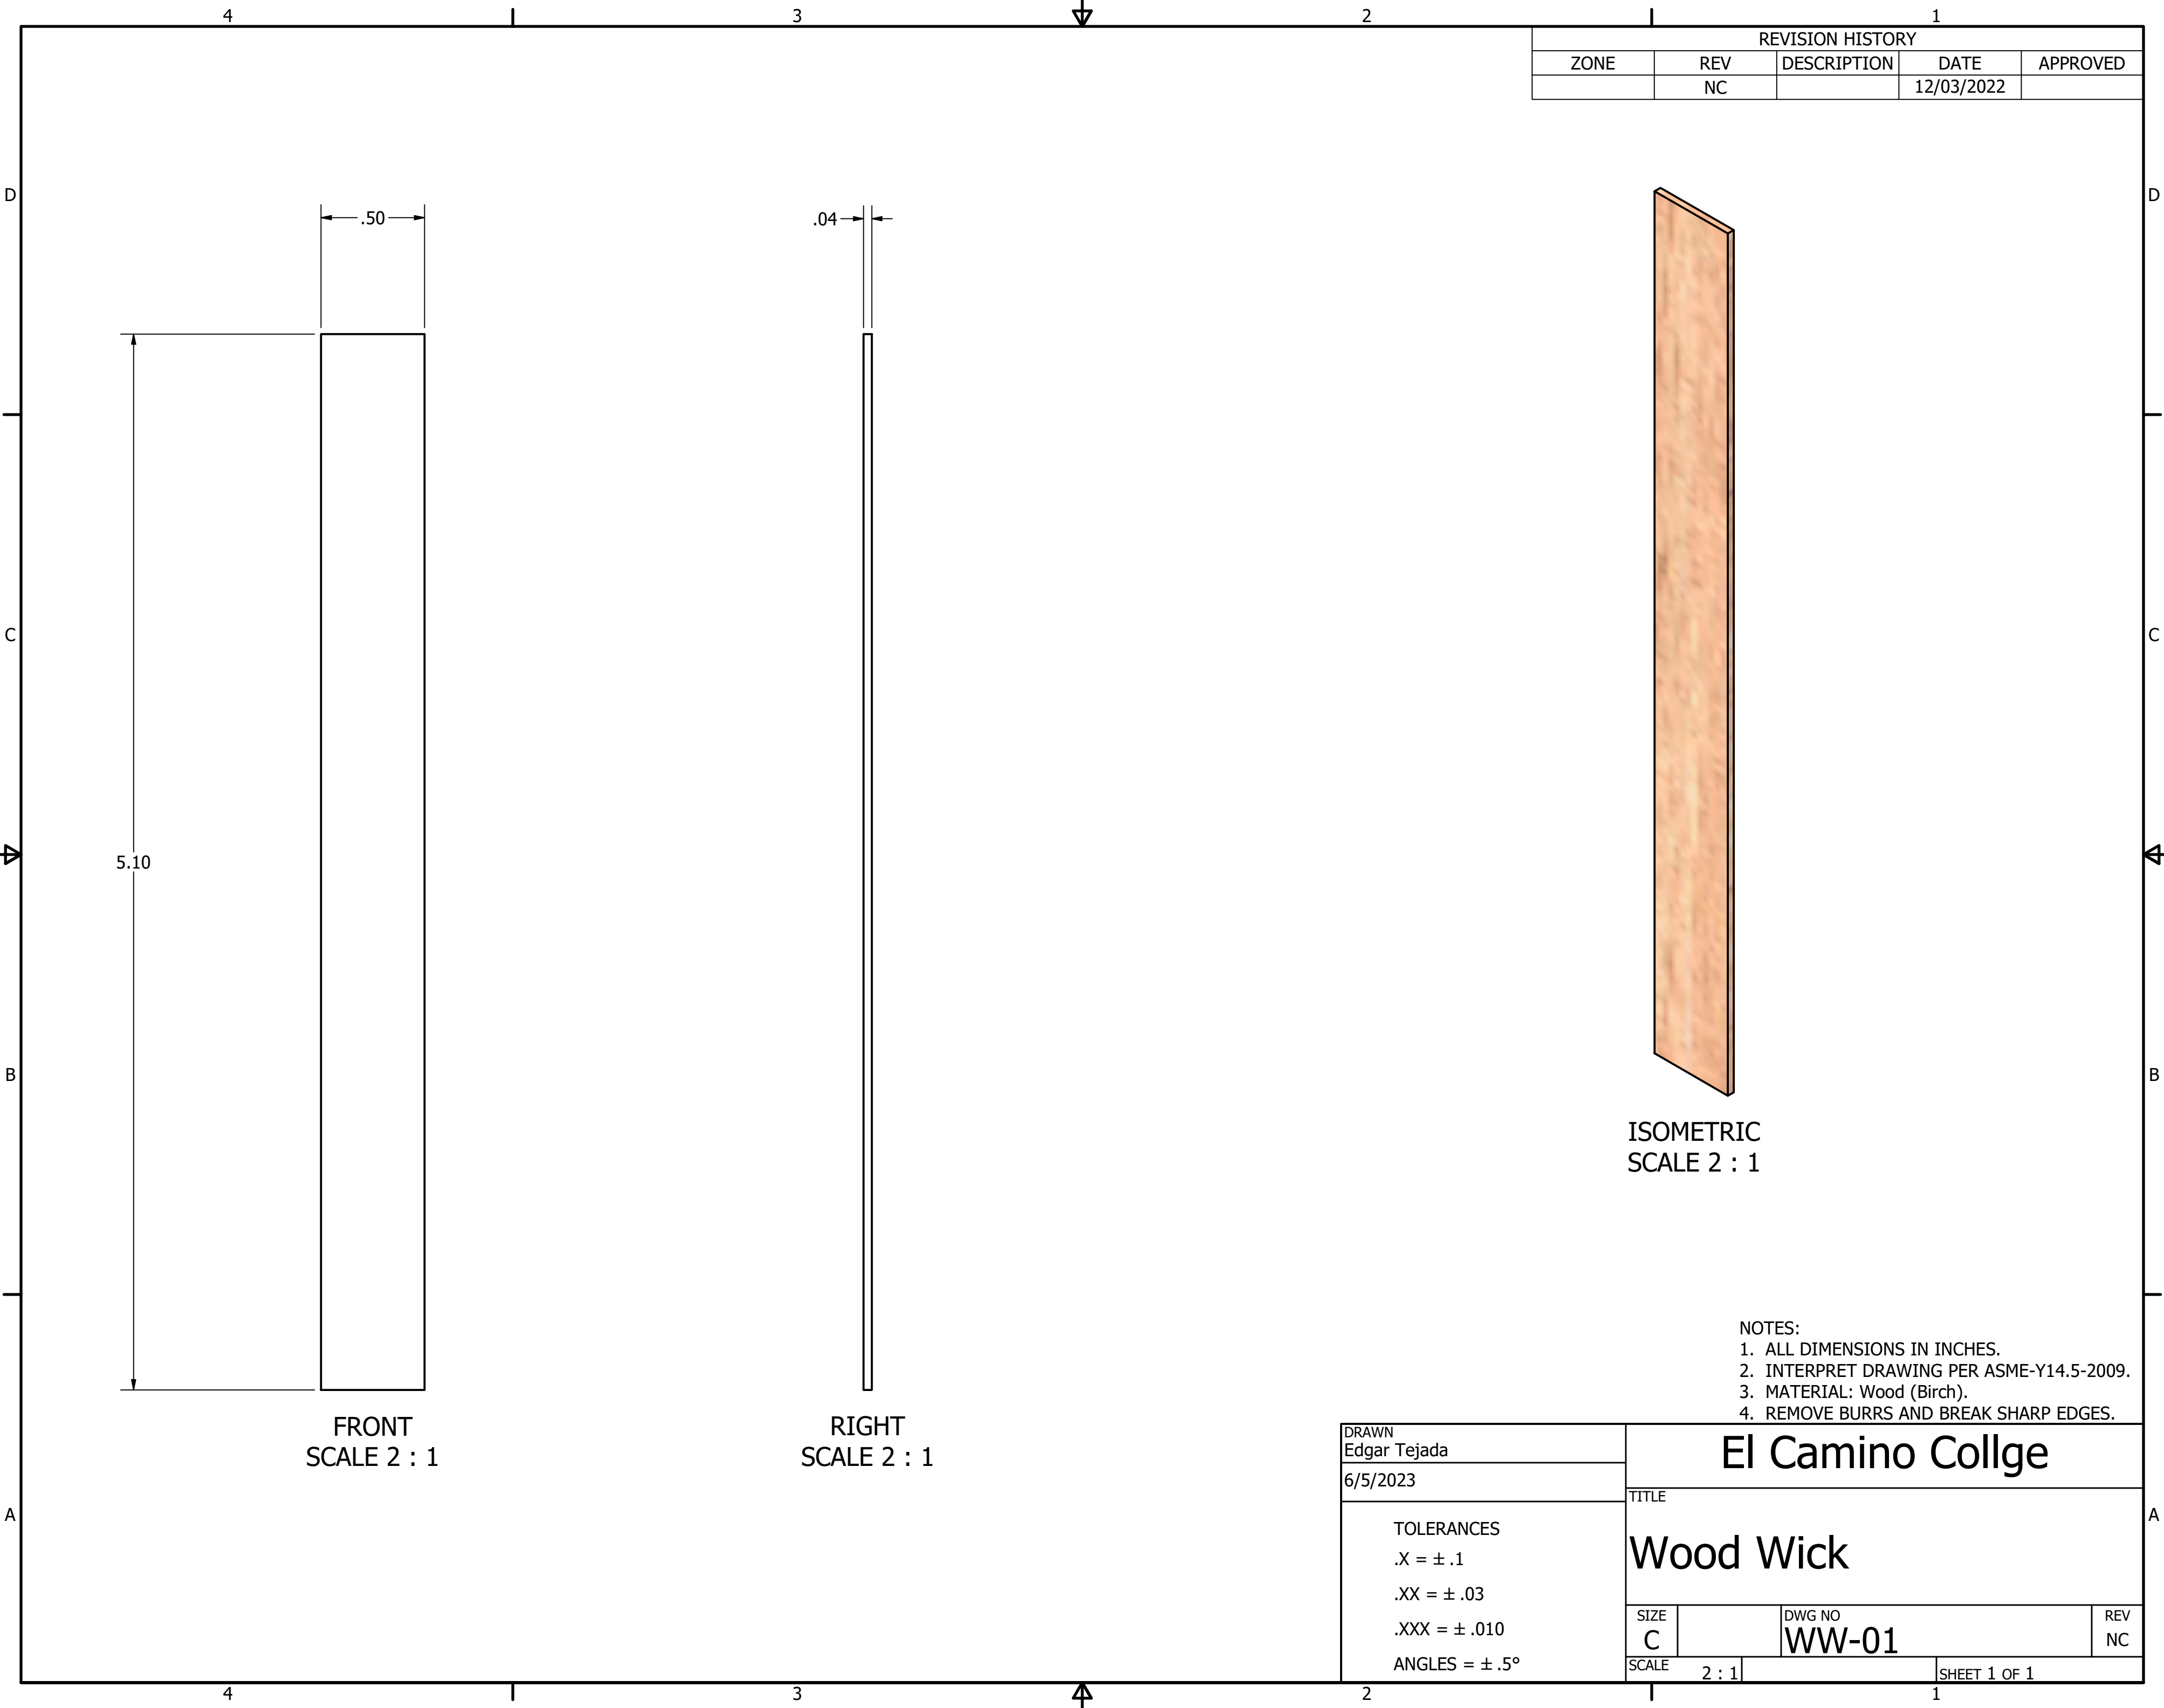 4 3 2 1
REVISION HISTORY
ZONE REV DESCRIPTION DATE APPROVED
NC 12/03/2022
D D
.50 .04
C C
5.10
B B
ISOMETRIC
SCALE 2 : 1
NOTES:
1. ALL DIMENSIONS IN INCHES.
2. INTERPRET DRAWING PER ASME-Y14.5-2009.
3. MATERIAL: Wood (Birch).
4. REMOVE BURRS AND BREAK SHARP EDGES.
FRONT
SCALE 2 : 1
RIGHT
SCALE 2 : 1
DRAWN
Edgar Tejada
6/5/2023
El Camino Collge
TITLE
Wood Wick
A A
TOLERANCES
.X = ± .1
.XX = ± .03
.XXX = ± .010
ANGLES = ± .5°
SIZE
C
DWG NO
WW-01
REV
NC
SCALE 2 : 1
SHEET 1 OF 1
4 3 2 1